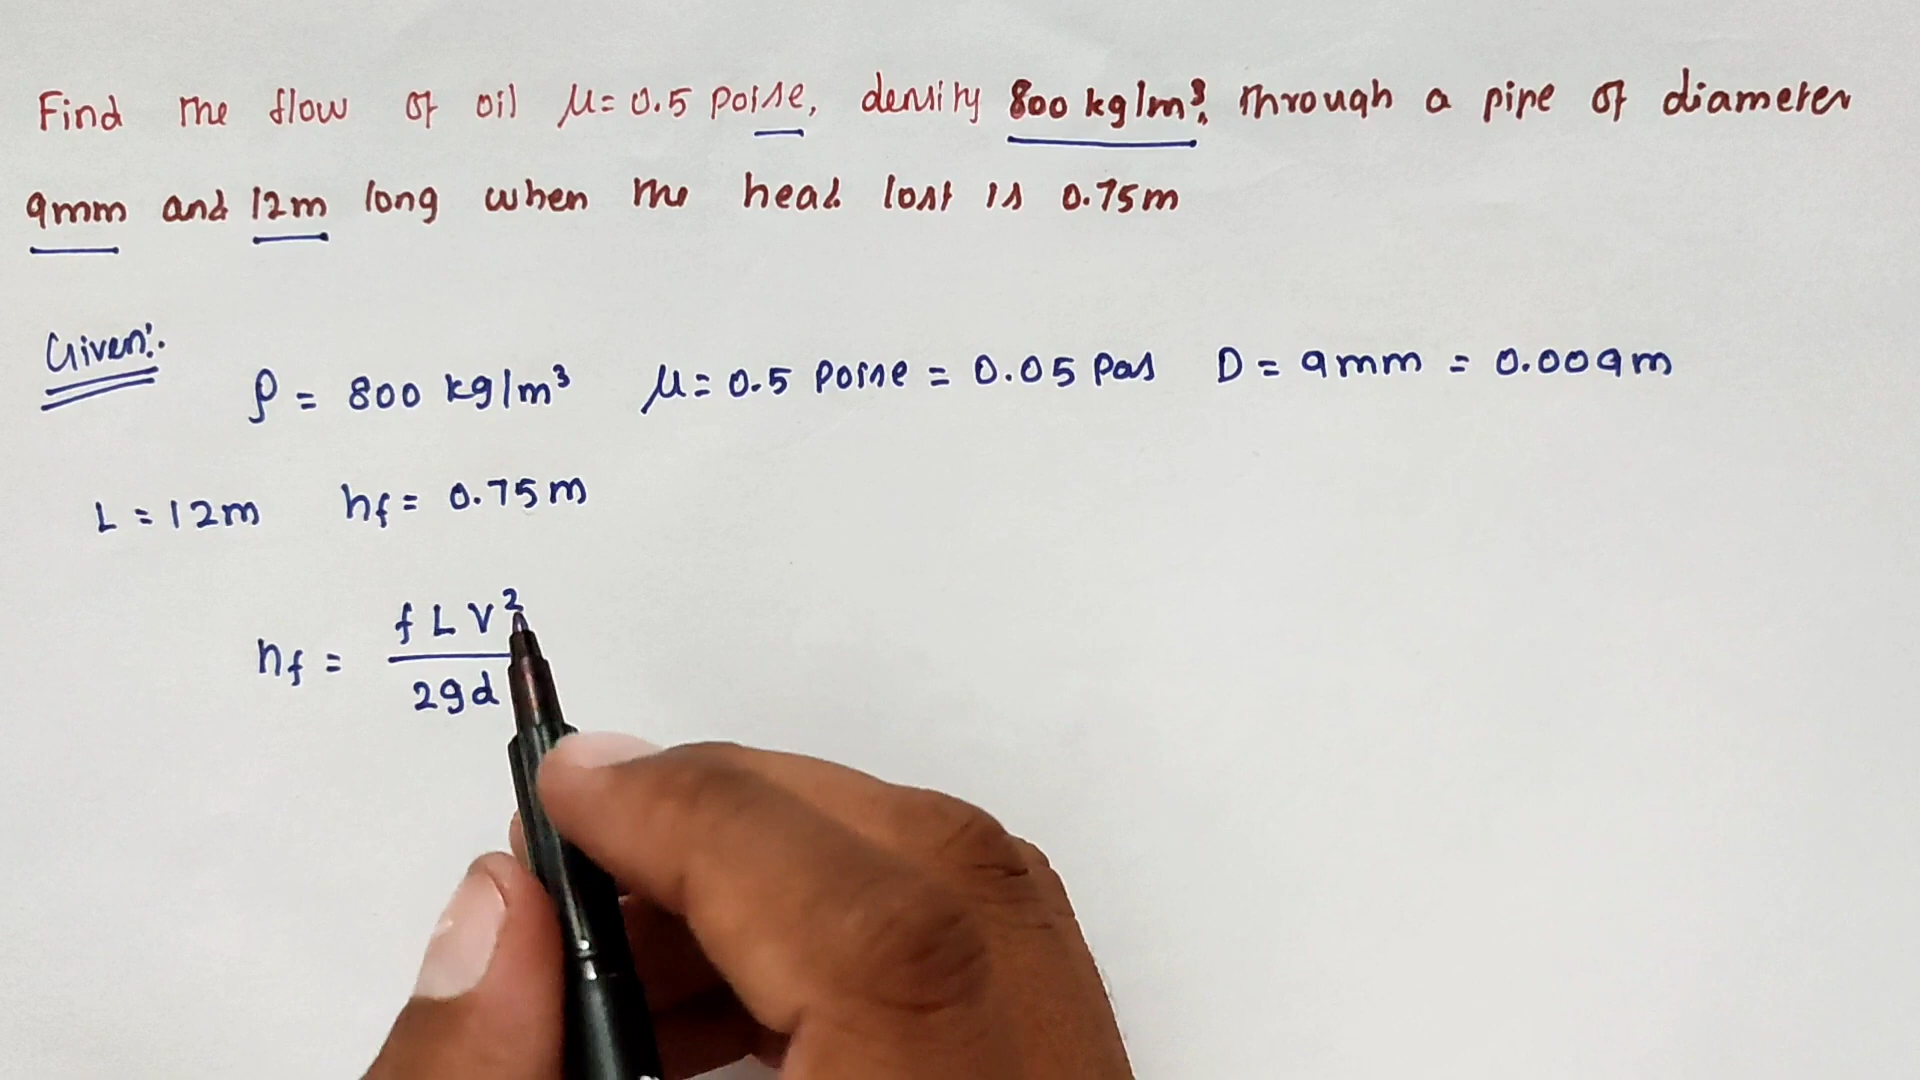 Find the flow of oil μ = 0.5 poise, density 800 kg/m³, through a pipe of diameter
9mm and 12m long when the head lost is 0.75m
Given:
ρ = 800 kg/m³ μ = 0.5 poise = 0.05 Pas D = 9mm = 0.009m
L = 12m hf = 0.75m
hf = f L V² / 2gd